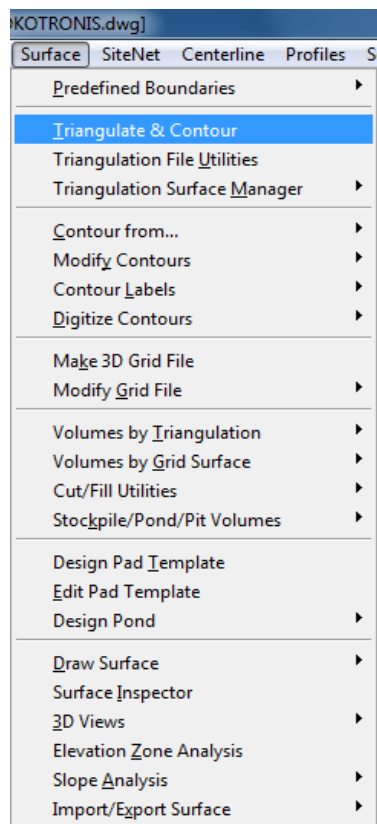 OKOTRONIS.dwg]
Surface SiteNet Centerline Profiles S
Predefined Boundaries
Triangulate & Contour
Triangulation File Utilities
Triangulation Surface Manager
Contour from...
Modify Contours
Contour Labels
Digitize Contours
Make 3D Grid File
Modify Grid File
Volumes by Triangulation
Volumes by Grid Surface
Cut/Fill Utilities
Stockpile/Pond/Pit Volumes
Design Pad Template
Edit Pad Template
Design Pond
Draw Surface
Surface Inspector
3D Views
Elevation Zone Analysis
Slope Analysis
Import/Export Surface